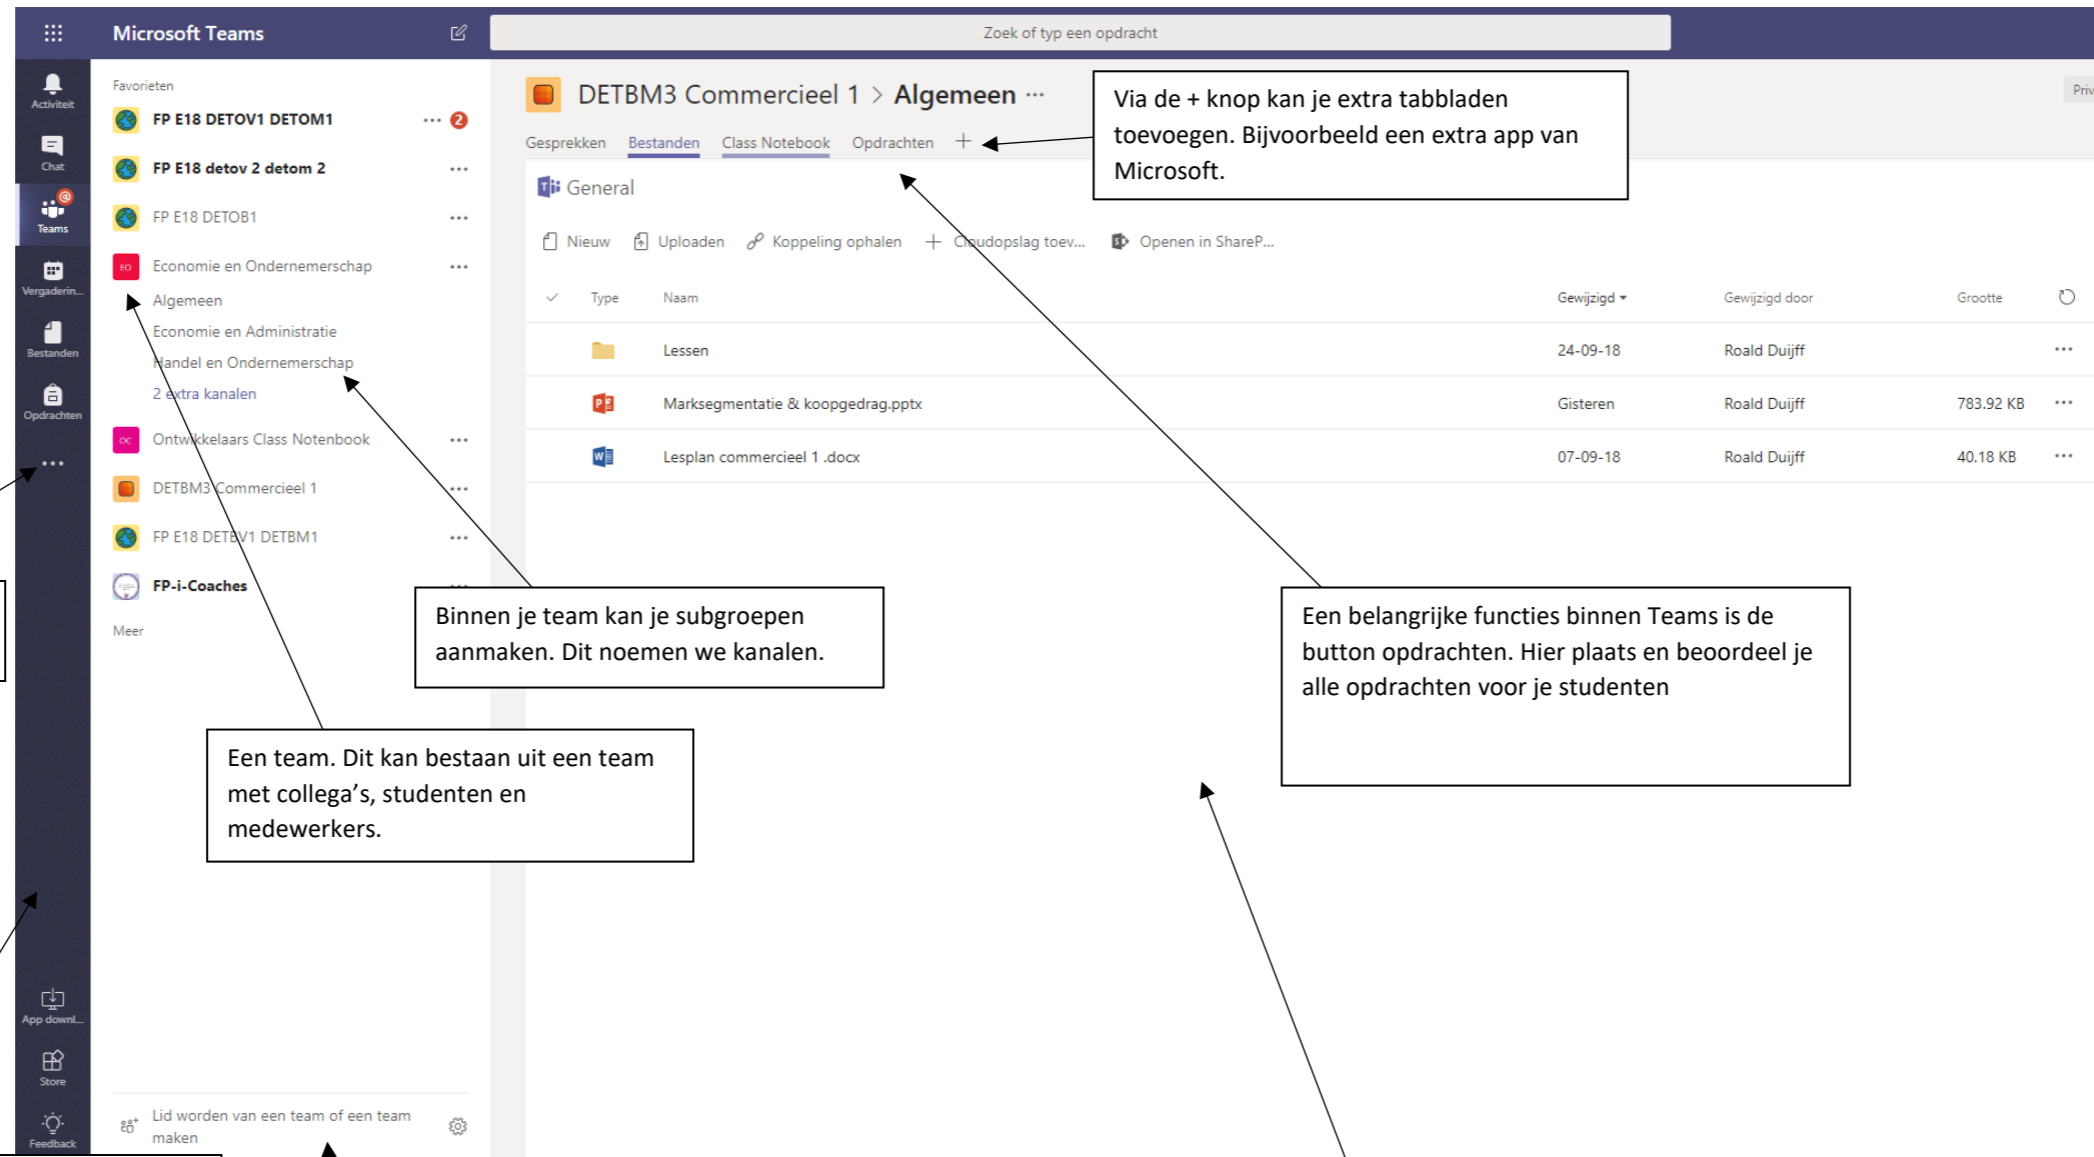 Microsoft Teams
Zoek of typ een opdracht
Activiteit
Chat
Teams
Vergaderin...
Bestanden
Opdrachten
App downl...
Store
Feedback
Favorieten
FP E18 DETOV1 DETOM1
2
FP E18 detov 2 detom 2
FP E18 DETOB1
EO
Economie en Ondernemerschap
Algemeen
Economie en Administratie
Handel en Ondernemerschap
2 extra kanalen
OC
Ontwikkelaars Class Notenbook
DETBM3 Commercieel 1
FP E18 DETBV1 DETBM1
FP-i-Coaches
Meer
Lid worden van een team of een team
maken
DETBM3 Commercieel 1 > Algemeen ...
Priv
Gesprekken Bestanden Class Notebook Opdrachten +
General
Nieuw Uploaden Koppeling ophalen + Cloudopslag toev... Openen in ShareP...
Type Naam Gewijzigd Gewijzigd door Grootte
Lessen 24-09-18 Roald Duijff
Marksegmentatie & koopgedrag.pptx Gisteren Roald Duijff 783.92 KB
Lesplan commercieel 1 .docx 07-09-18 Roald Duijff 40.18 KB
Via de + knop kan je extra tabbladen
toevoegen. Bijvoorbeeld een extra app van
Microsoft.
Binnen je team kan je subgroepen
aanmaken. Dit noemen we kanalen.
Een belangrijke functies binnen Teams is de
button opdrachten. Hier plaats en beoordeel je
alle opdrachten voor je studenten
Een team. Dit kan bestaan uit een team
met collega's, studenten en
medewerkers.